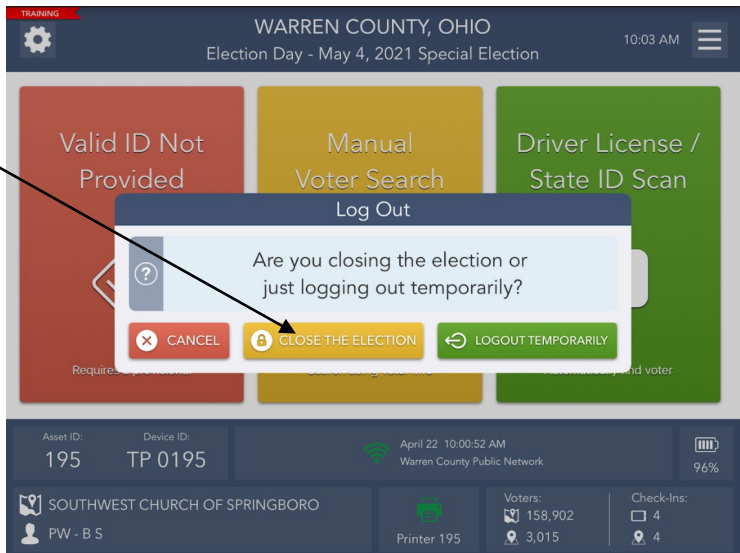 TRAINING
WARREN COUNTY, OHIO
Election Day - May 4, 2021 Special Election
10:03 AM
Valid ID Not
Provided
Manual
Voter Search
Driver License /
State ID Scan
Log Out
Are you closing the election or
just logging out temporarily?
CANCEL
CLOSE THE ELECTION
LOGOUT TEMPORARILY
Requires
voter
Asset ID:
195
Device ID:
TP 0195
April 22 10:00:52 AM
Warren County Public Network
96%
SOUTHWEST CHURCH OF SPRINGBORO
PW - B S
Printer 195
Voters:
158,902
3,015
Check-Ins:
4
4